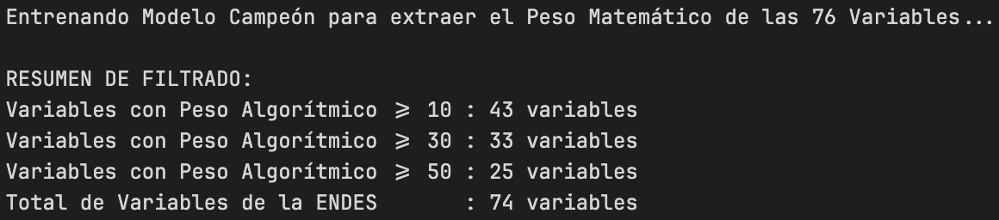 Entrenando Modelo Campeón para extraer el Peso Matemático de las 76 Variables...
RESUMEN DE FILTRADO:
Variables con Peso Algorítmico >= 10 : 43 variables
Variables con Peso Algorítmico >= 30 : 33 variables
Variables con Peso Algorítmico >= 50 : 25 variables
Total de Variables de la ENDES       : 74 variables